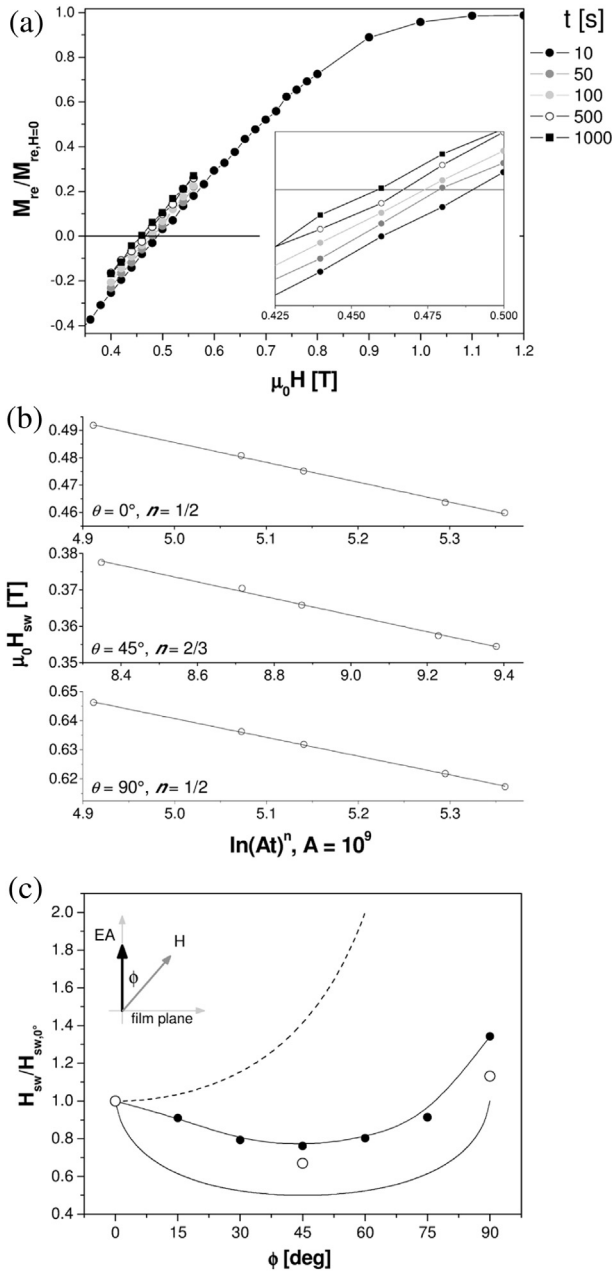 (a)
t [s]
10
50
100
500
1000
M_re/M_re,H=0
1.0
0.8
0.6
0.4
0.2
0.0
-0.2
-0.4
0.425 0.450 0.475 0.500
0.4 0.5 0.6 0.7 0.8 0.9 1.0 1.1 1.2
μ₀H [T]
(b)
0.49
0.48
0.47
0.46
θ = 0°, n = 1/2
4.9 5.0 5.1 5.2 5.3
0.38
0.37
0.36
0.35
θ = 45°, n = 2/3
8.4 8.6 8.8 9.0 9.2 9.4
μ₀H_sw [T]
0.65
0.64
0.63
0.62
θ = 90°, n = 1/2
4.9 5.0 5.1 5.2 5.3
ln(At)ⁿ, A = 10⁹
(c)
2.0
1.8
1.6
1.4
1.2
1.0
0.8
0.6
0.4
EA
H
ϕ
film plane
H_sw/H_sw,0°
0 15 30 45 60 75 90
ϕ [deg]